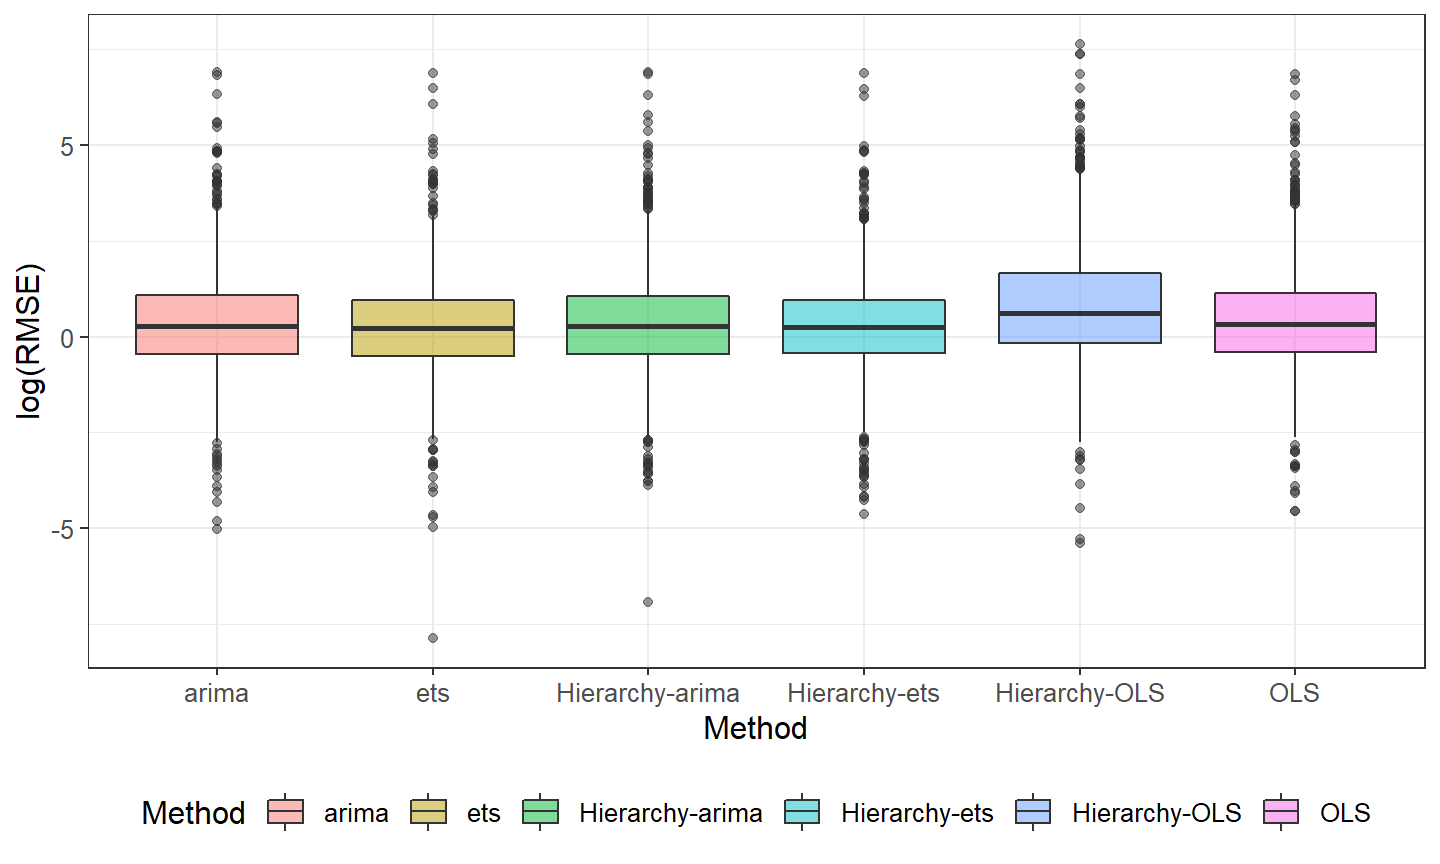 log(RMSE)
5
0
-5
arima ets Hierarchy-arima Hierarchy-ets Hierarchy-OLS OLS
Method
Method arima ets Hierarchy-arima Hierarchy-ets Hierarchy-OLS OLS